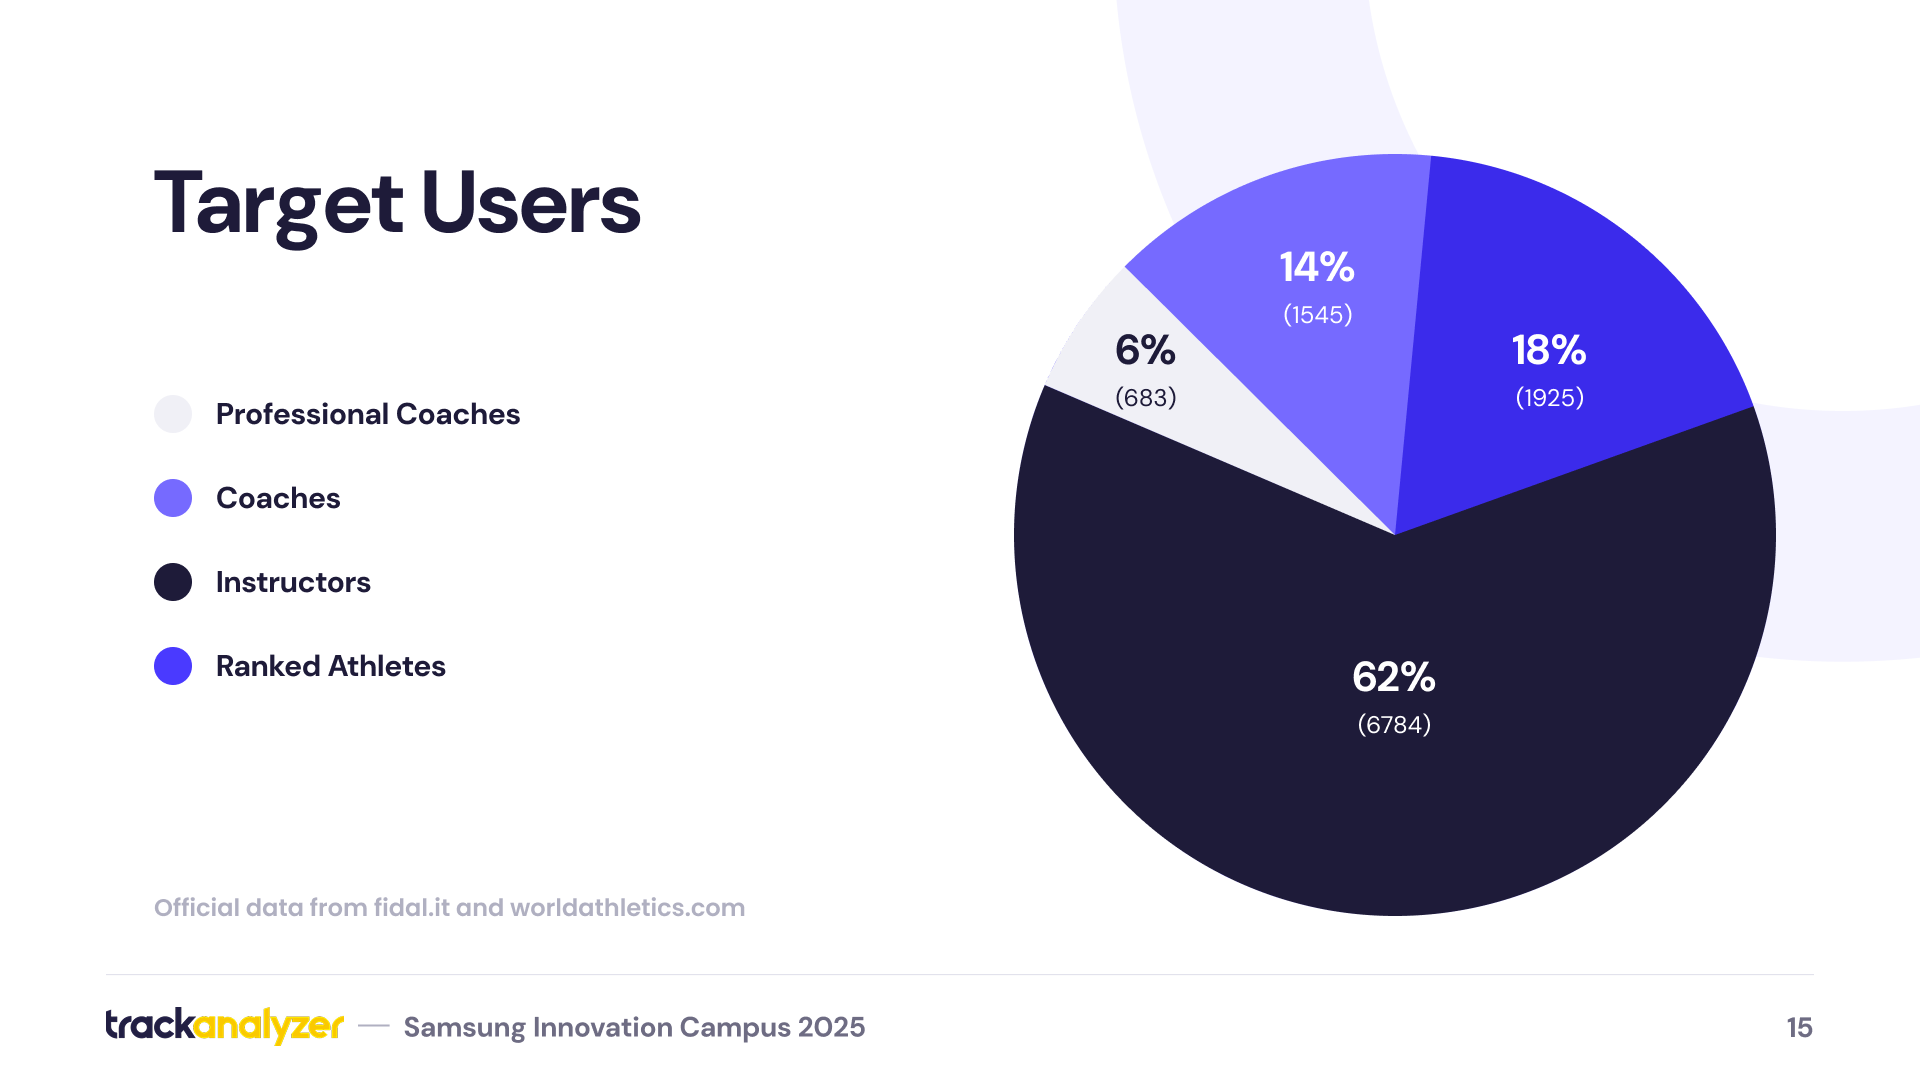 Target Users
Professional Coaches
Coaches
Instructors
Ranked Athletes
14%
(1545)
18%
(1925)
6%
(683)
62%
(6784)
Official data from fidal.it and worldathletics.com
trackanalyzer — Samsung Innovation Campus 2025
15